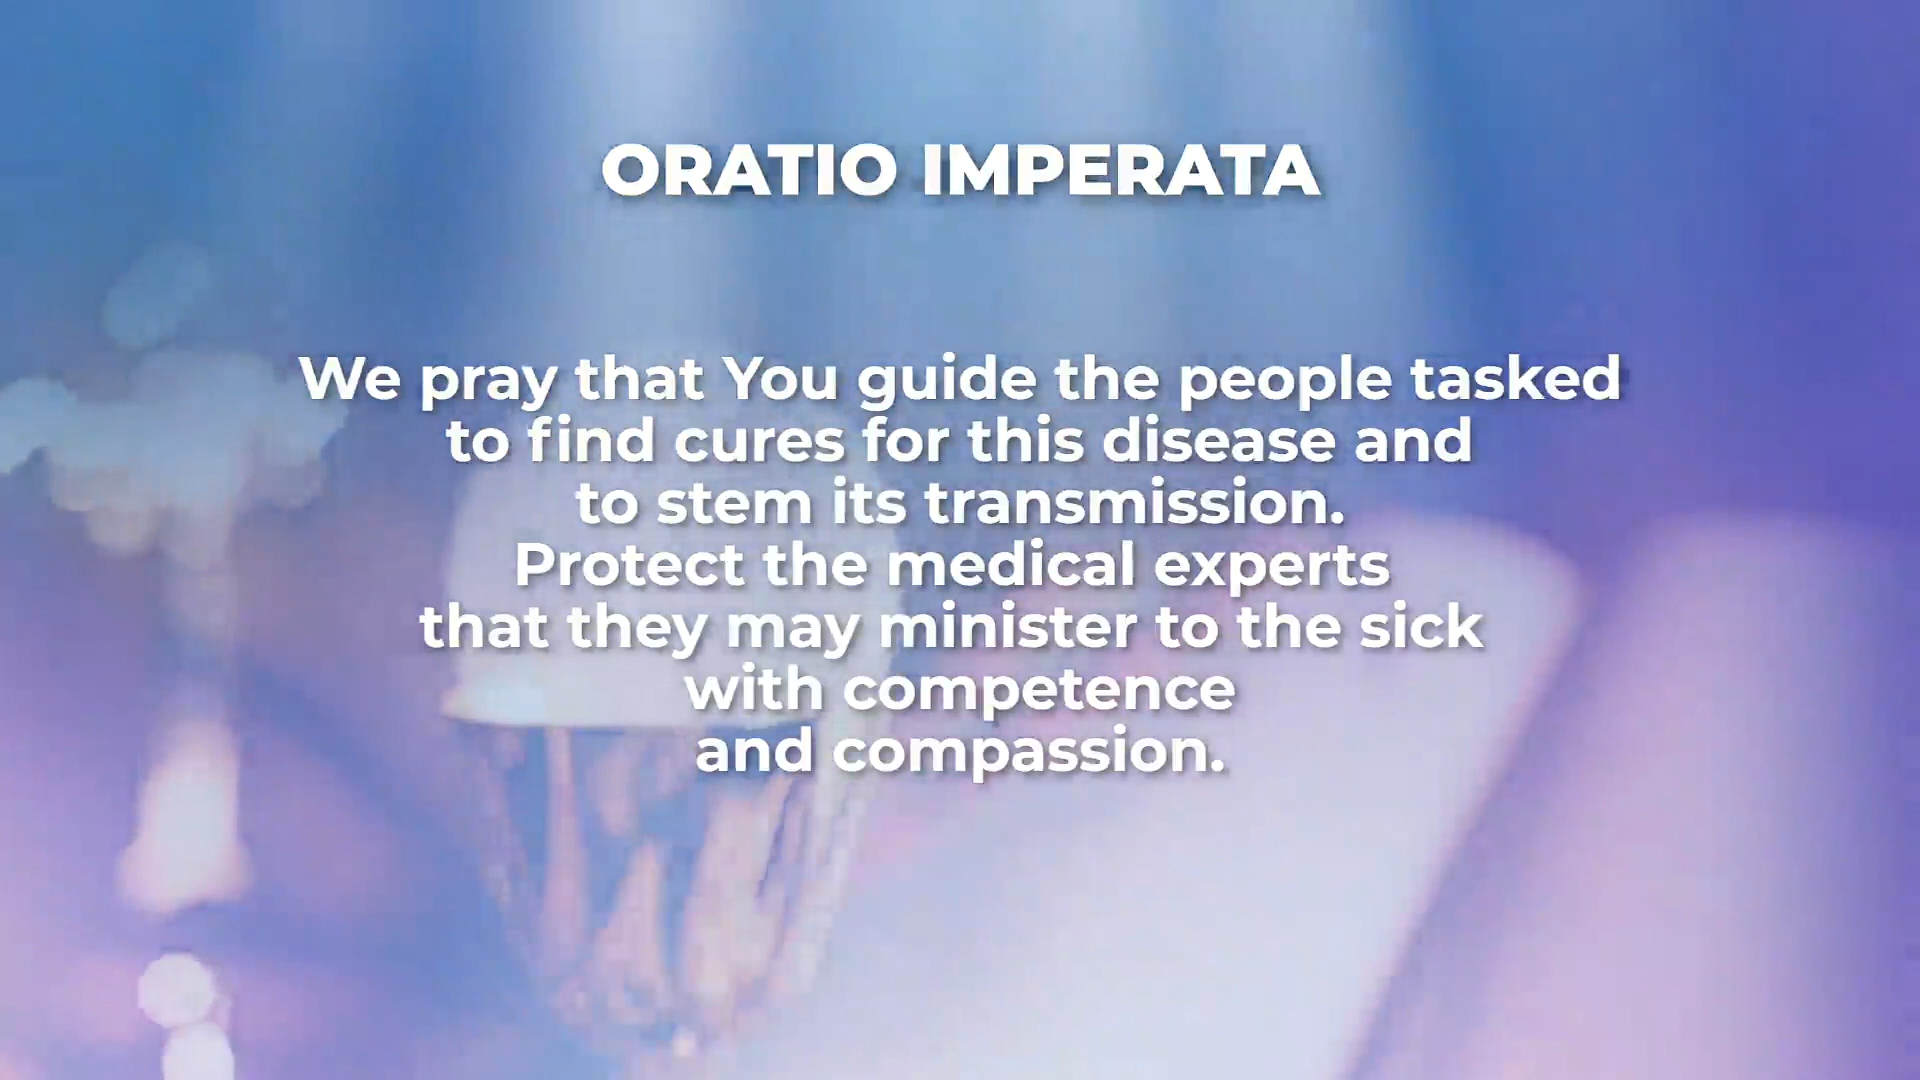 ORATIO IMPERATA
We pray that You guide the people tasked
to find cures for this disease and
to stem its transmission.
Protect the medical experts
that they may minister to the sick
with competence
and compassion.